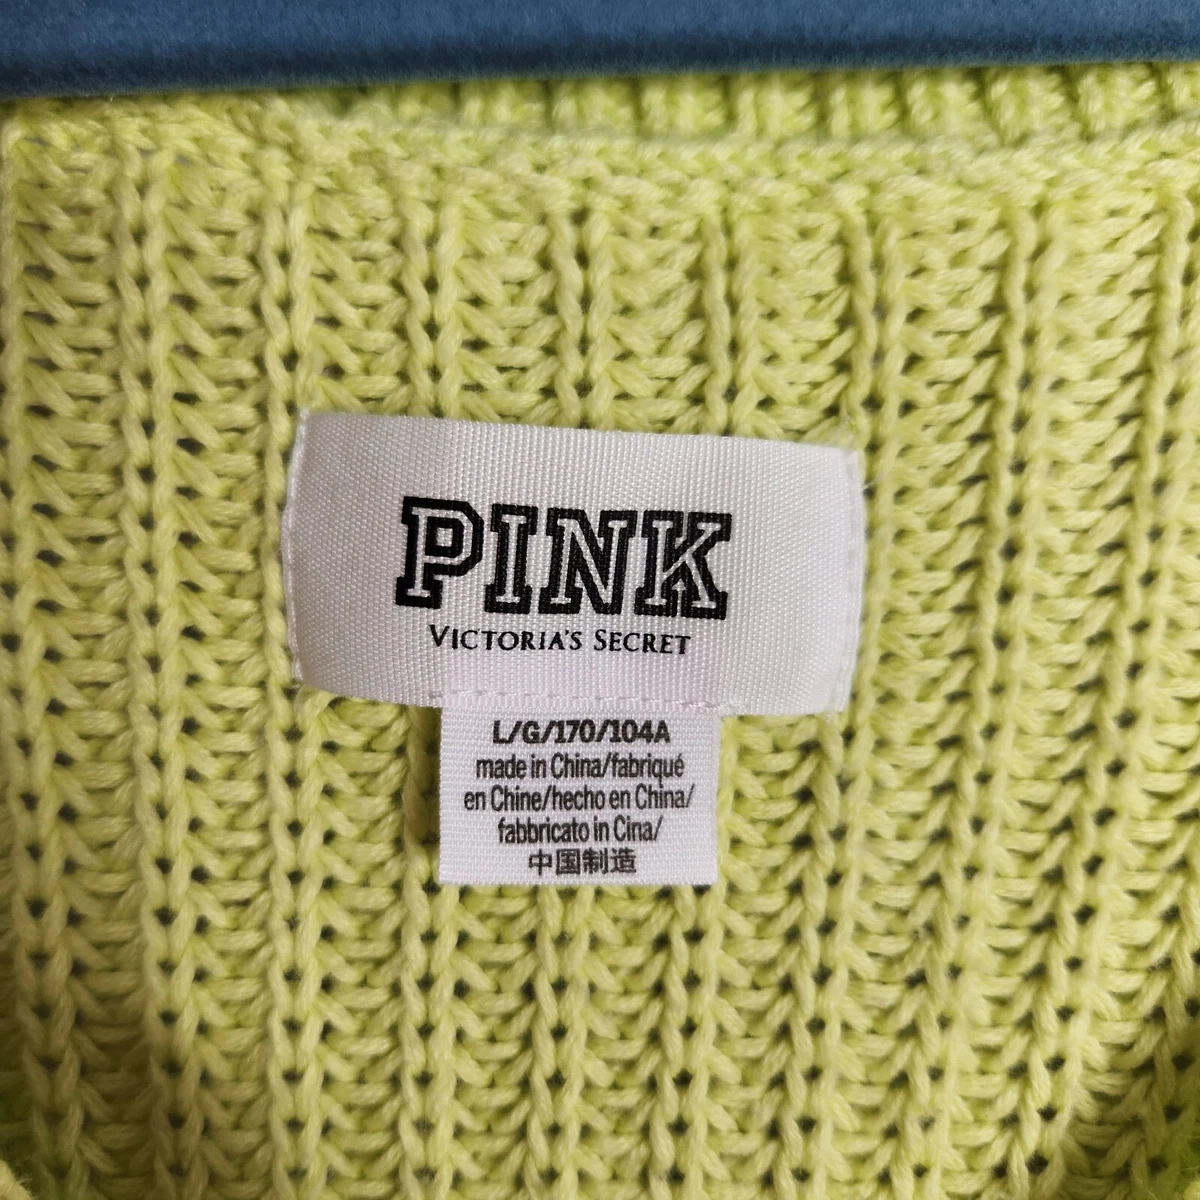 PINK
VICTORIA'S SECRET
L/G/170/104A
made in China/fabriqué
en Chine/hecho en China/
fabbricato in Cina/
中国制造